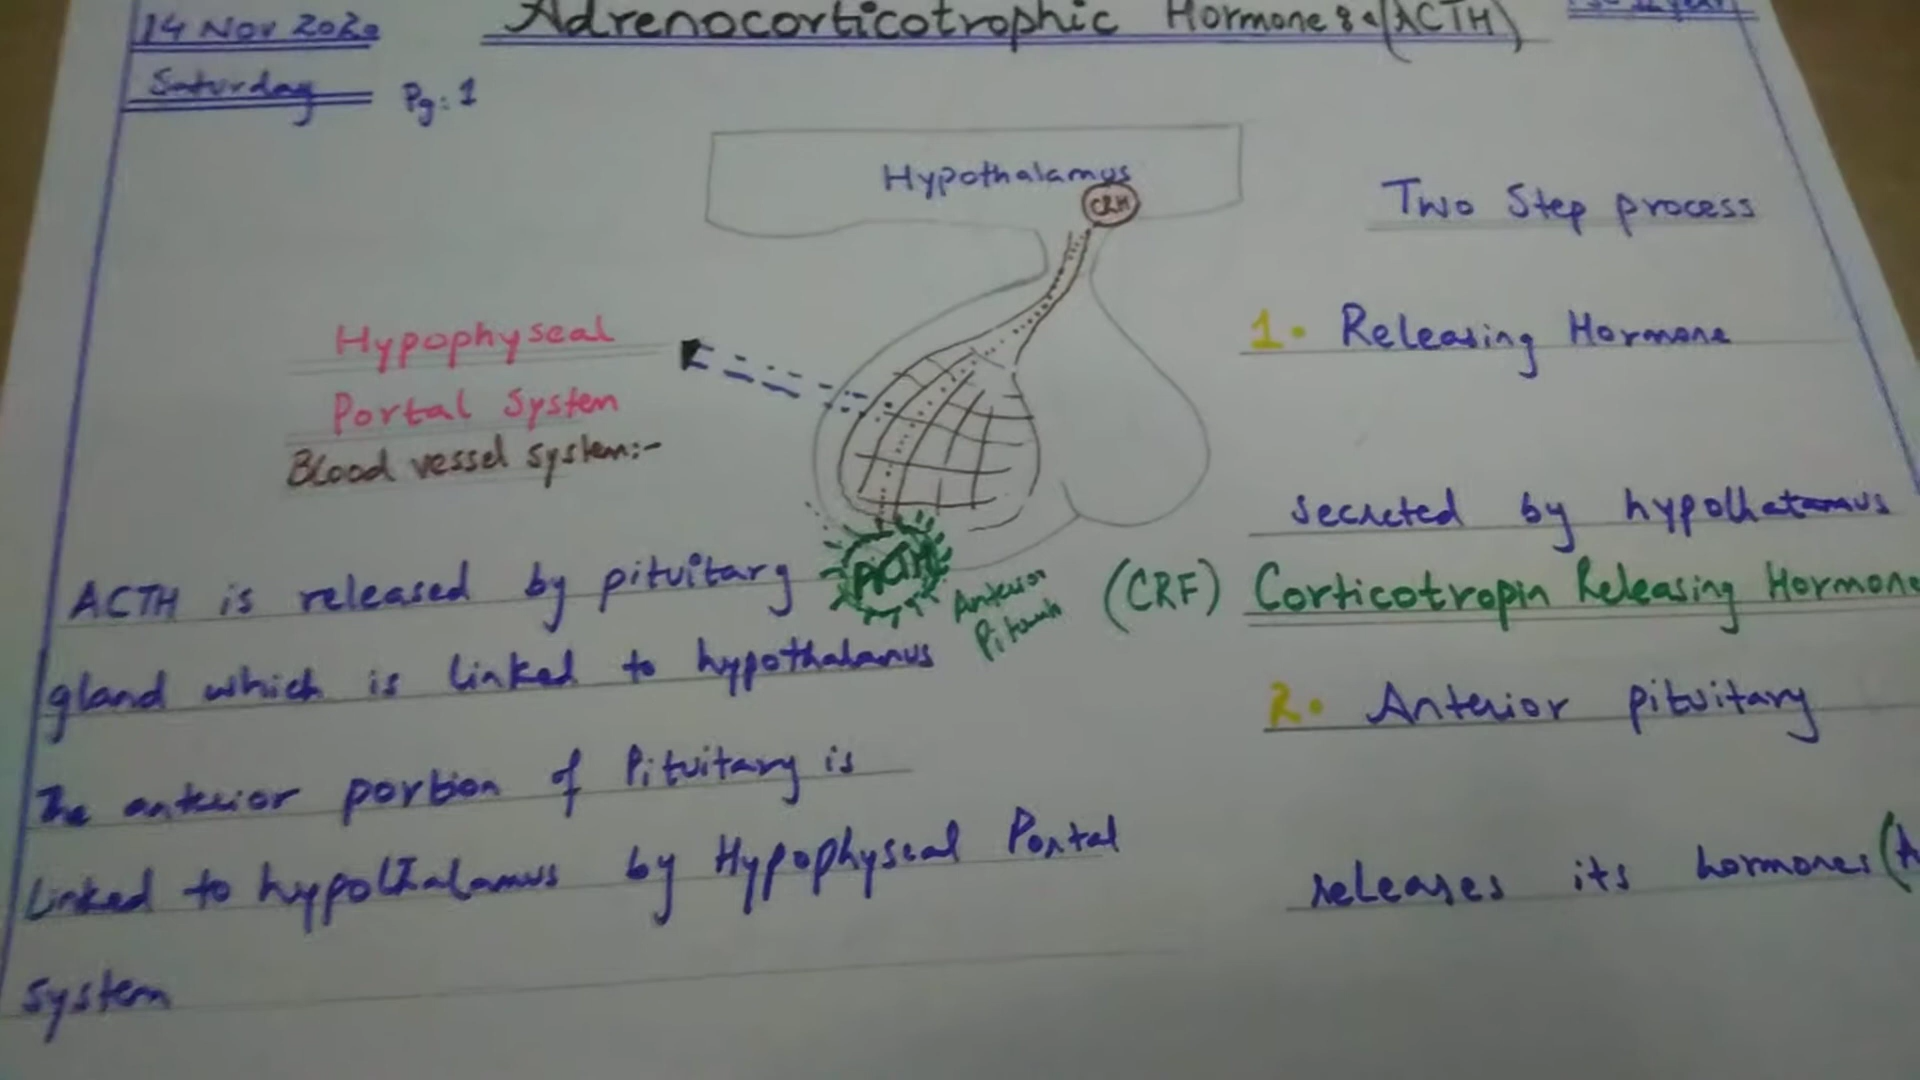 14 Nov 2020
Saturday
Pg: 1
Adrenocorticotrophic Hormone 8 (ACTH)
Hypothalamus
CRH
Hypophyseal
Portal System
Blood vessel system:-
ACTH
Anterior
ACTH is released by pituitary
gland which is linked to hypothalamus
The anterior portion of Pituitary is
Linked to hypothalamus by Hypophyseal Portal
system
Two Step process
1. Releasing Hormone
secreted by hypothalamus
(CRF) Corticotropin Releasing Hormone
2. Anterior pituitary
releases its hormones (A